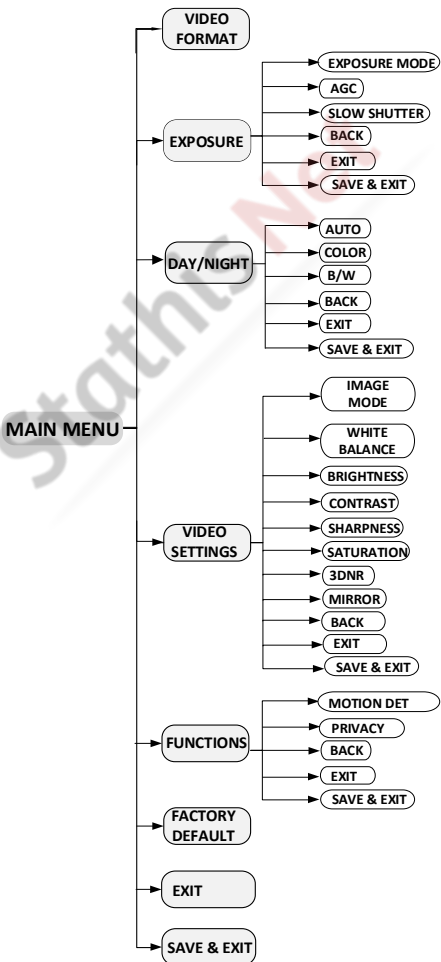 VIDEO
FORMAT
EXPOSURE MODE
AGC
SLOW SHUTTER
EXPOSURE
BACK
EXIT
SAVE & EXIT
AUTO
COLOR
DAY/NIGHT
B/W
BACK
EXIT
SAVE & EXIT
IMAGE
MODE
MAIN MENU
WHITE
BALANCE
BRIGHTNESS
CONTRAST
SHARPNESS
VIDEO
SETTINGS
SATURATION
3DNR
MIRROR
BACK
EXIT
SAVE & EXIT
MOTION DET
PRIVACY
FUNCTIONS
BACK
EXIT
SAVE & EXIT
FACTORY
DEFAULT
EXIT
SAVE & EXIT
StathisNet